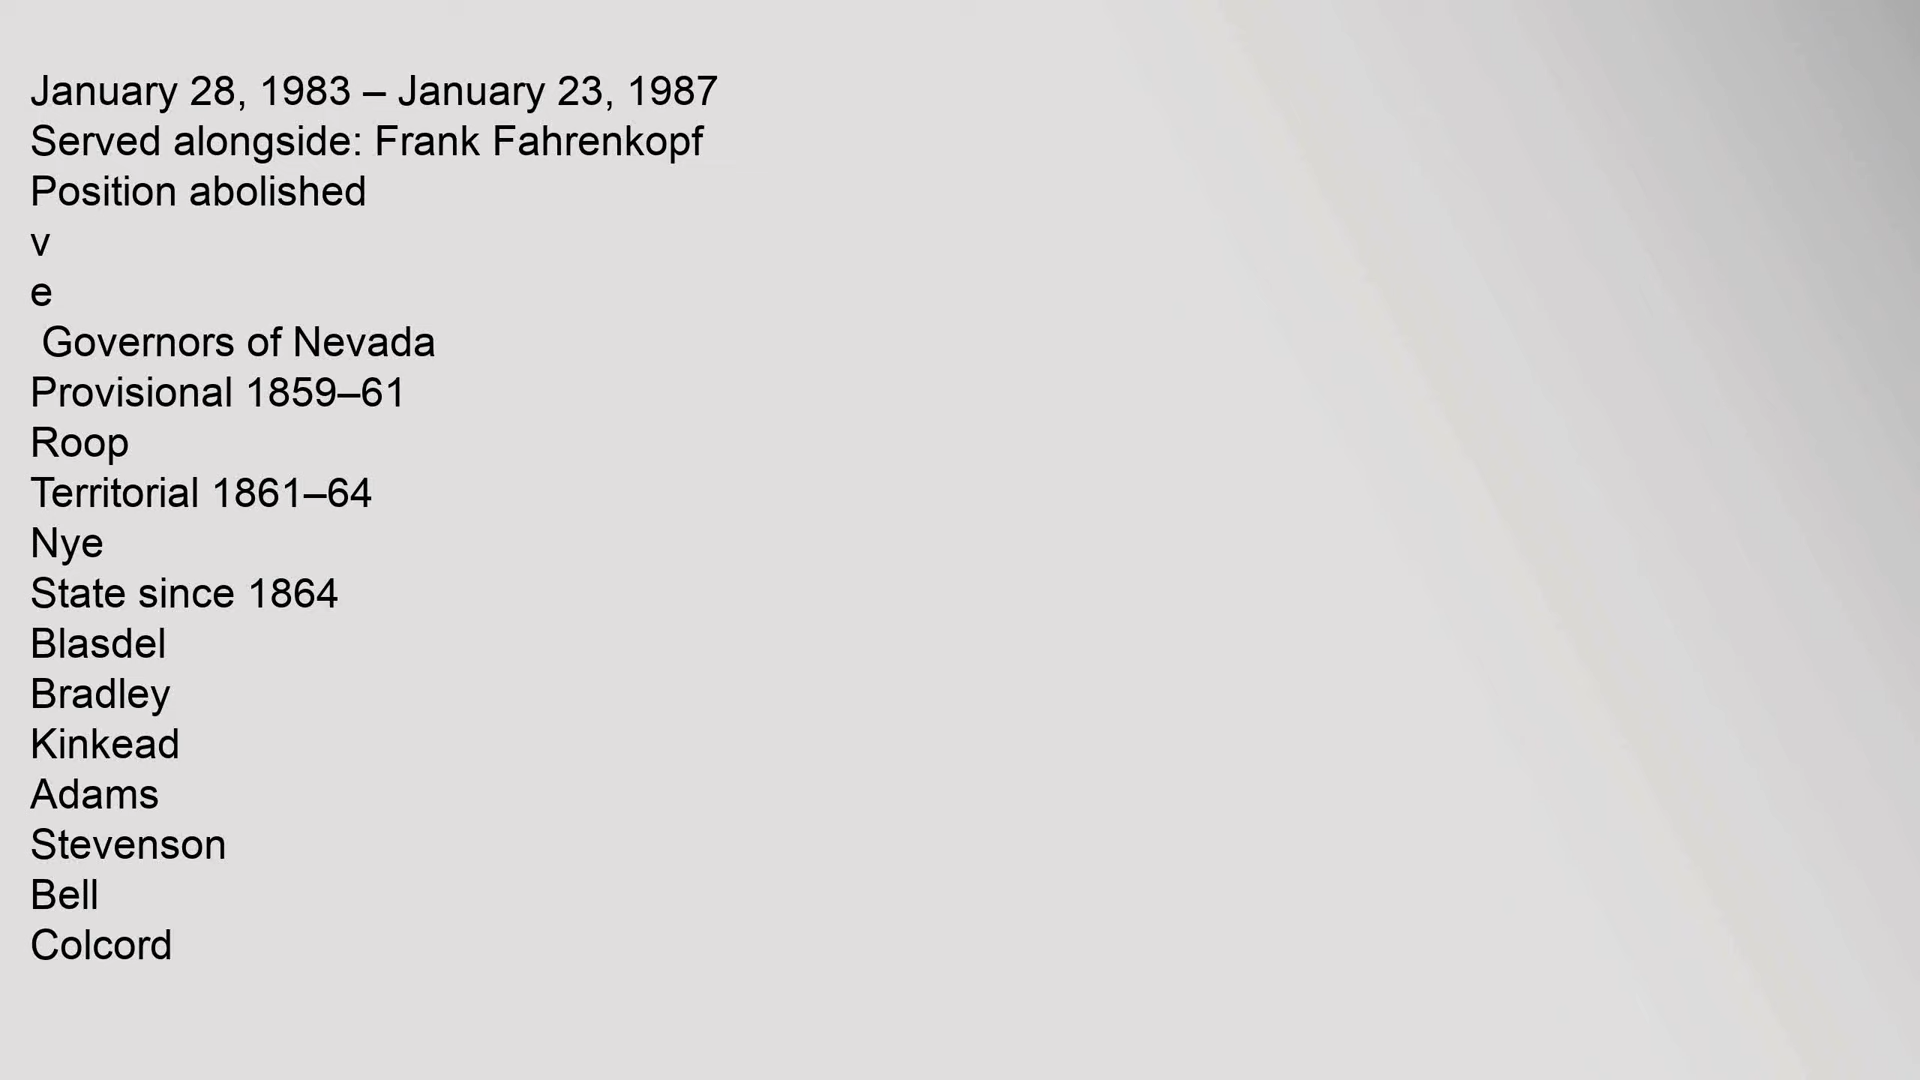 January 28, 1983 – January 23, 1987
Served alongside: Frank Fahrenkopf
Position abolished
v
e
Governors of Nevada
Provisional 1859–61
Roop
Territorial 1861–64
Nye
State since 1864
Blasdel
Bradley
Kinkead
Adams
Stevenson
Bell
Colcord